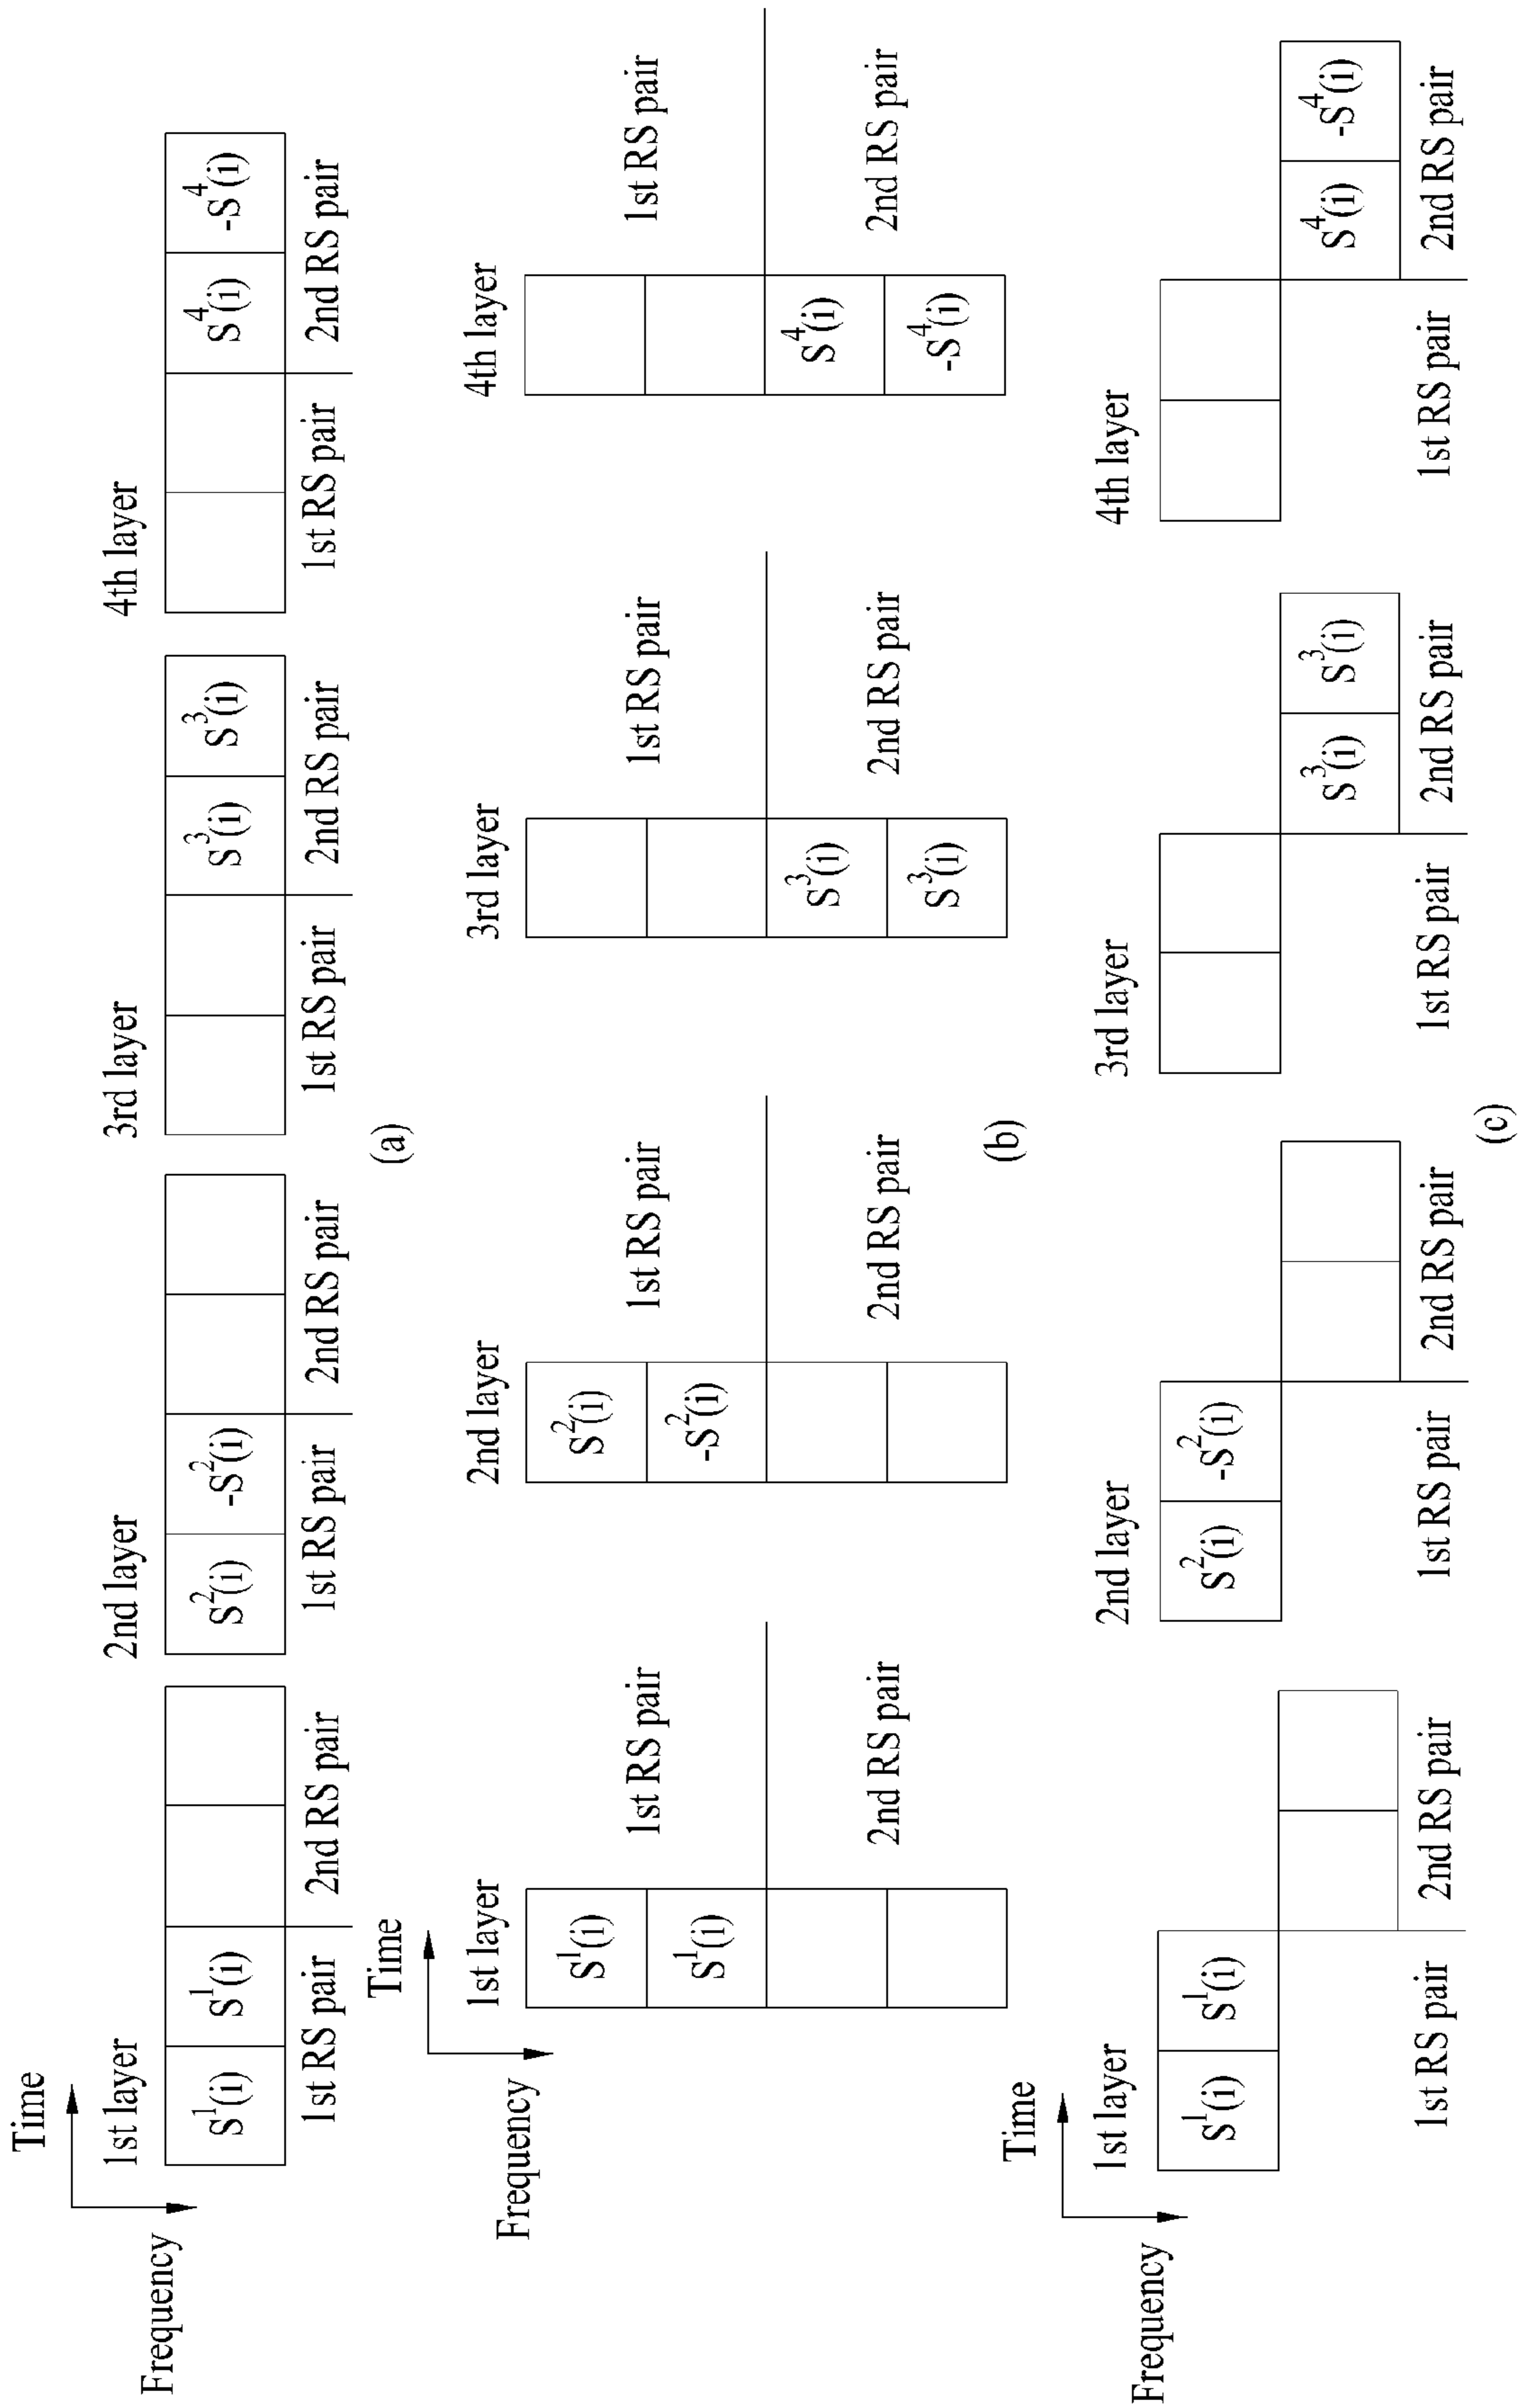 Time
Frequency
1st layer
2nd layer
3rd layer
4th layer
S¹(i) S¹(i)
S²(i) -S²(i)
S³(i) S³(i)
S⁴(i) -S⁴(i)
1st RS pair 2nd RS pair
1st RS pair 2nd RS pair
1st RS pair 2nd RS pair
1st RS pair 2nd RS pair
(a)
Time
Frequency
1st layer
2nd layer
3rd layer
4th layer
S¹(i)
S¹(i)
1st RS pair
2nd RS pair
S²(i)
-S²(i)
1st RS pair
2nd RS pair
S³(i)
S³(i)
1st RS pair
2nd RS pair
S⁴(i)
-S⁴(i)
1st RS pair
2nd RS pair
(b)
Time
Frequency
1st layer
2nd layer
3rd layer
4th layer
S¹(i) S¹(i)
S²(i) -S²(i)
S³(i) S³(i)
S⁴(i) -S⁴(i)
1st RS pair 2nd RS pair
1st RS pair 2nd RS pair
1st RS pair 2nd RS pair
1st RS pair 2nd RS pair
(c)